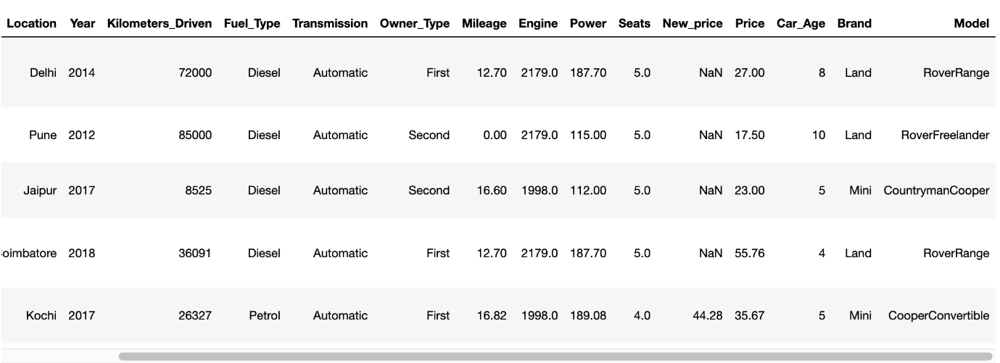 Location Year Kilometers_Driven Fuel_Type Transmission Owner_Type Mileage Engine Power Seats New_price Price Car_Age Brand Model
Delhi 2014 72000 Diesel Automatic First 12.70 2179.0 187.70 5.0 NaN 27.00 8 Land RoverRange
Pune 2012 85000 Diesel Automatic Second 0.00 2179.0 115.00 5.0 NaN 17.50 10 Land RoverFreelander
Jaipur 2017 8525 Diesel Automatic Second 16.60 1998.0 112.00 5.0 NaN 23.00 5 Mini CountrymanCooper
oimbatore 2018 36091 Diesel Automatic First 12.70 2179.0 187.70 5.0 NaN 55.76 4 Land RoverRange
Kochi 2017 26327 Petrol Automatic First 16.82 1998.0 189.08 4.0 44.28 35.67 5 Mini CooperConvertible